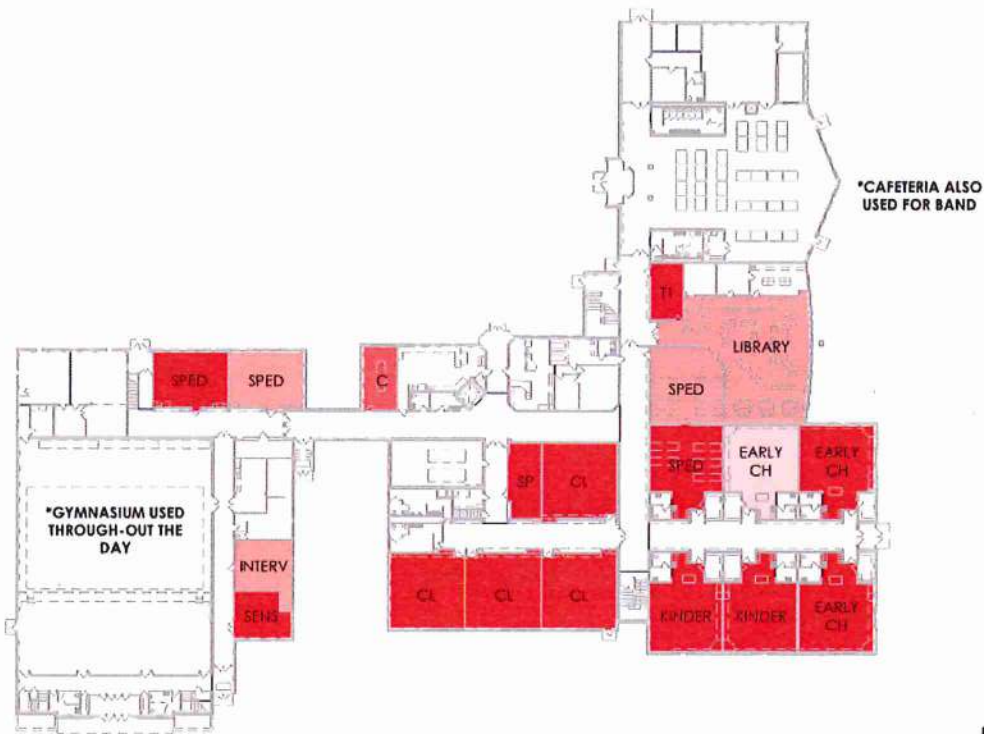 *CAFETERIA ALSO
USED FOR BAND
TI
LIBRARY
SPED
SPED
C
SPED
SPED
EARLY
CH
EARLY
CH
SP
CL
*GYMNASIUM USED
THROUGH-OUT THE
DAY
INTERV
SENS
CL
CL
CL
KINDER
KINDER
EARLY
CH